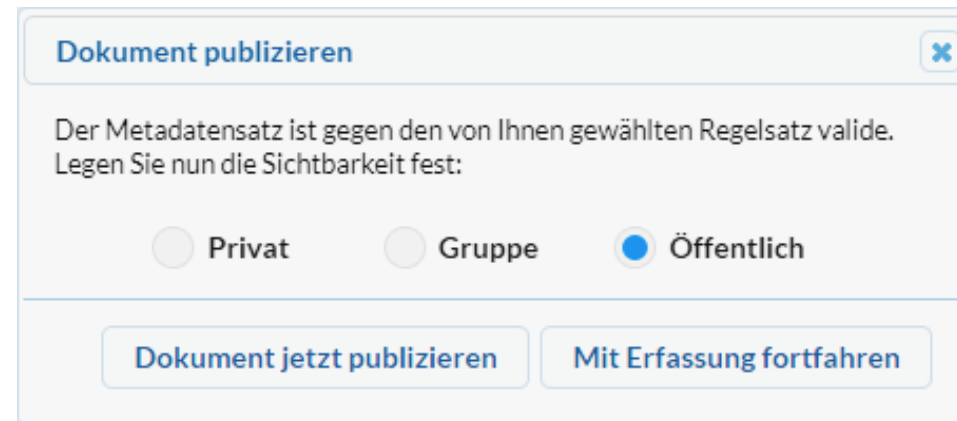 Dokument publizieren
Der Metadatensatz ist gegen den von Ihnen gewählten Regelsatz valide.
Legen Sie nun die Sichtbarkeit fest:
Privat Gruppe Öffentlich
Dokument jetzt publizieren Mit Erfassung fortfahren